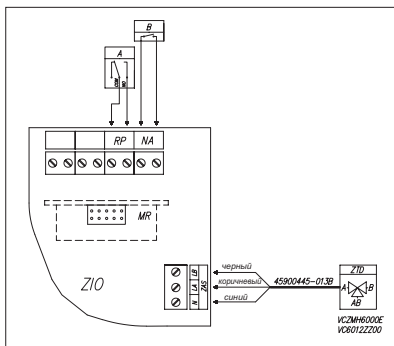 B
A
COM
NO
RP NA
MR
ZIO
LB
LA
N
ZAS
черный
коричневый
синий
45900445-013B
ZTD
A B
AB
VCZMH6000E
VC6012ZZ00